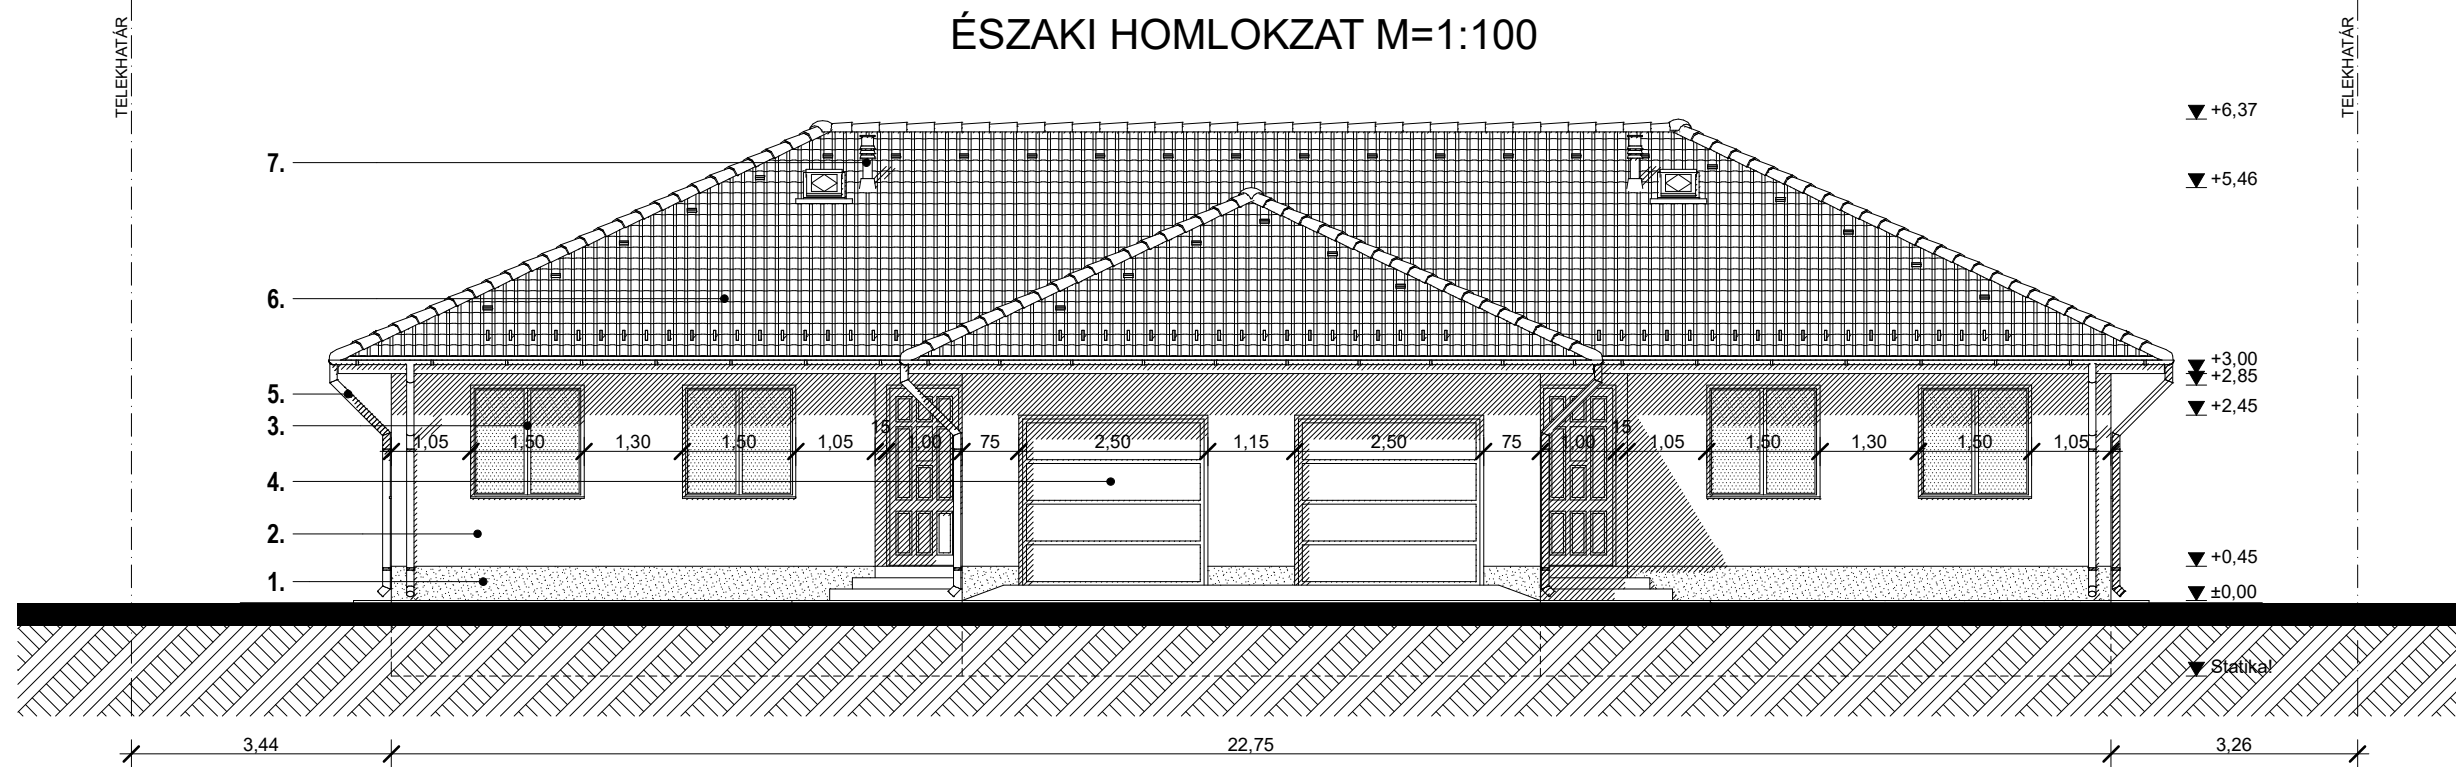 ÉSZAKI HOMLOKZAT M=1:100
TELEKHATÁR
TELEKHATÁR
+6,37
7.
+5,46
6.
+3,00
+2,85
5.
+2,45
3.
1,05 1,50 1,30 1,50 1,05 15 1,00 75 2,50 1,15 2,50 75 1,00 15 1,05 1,50 1,30 1,50 1,05
4.
2.
+0,45
1.
±0,00
Statika!
3,44 22,75 3,26